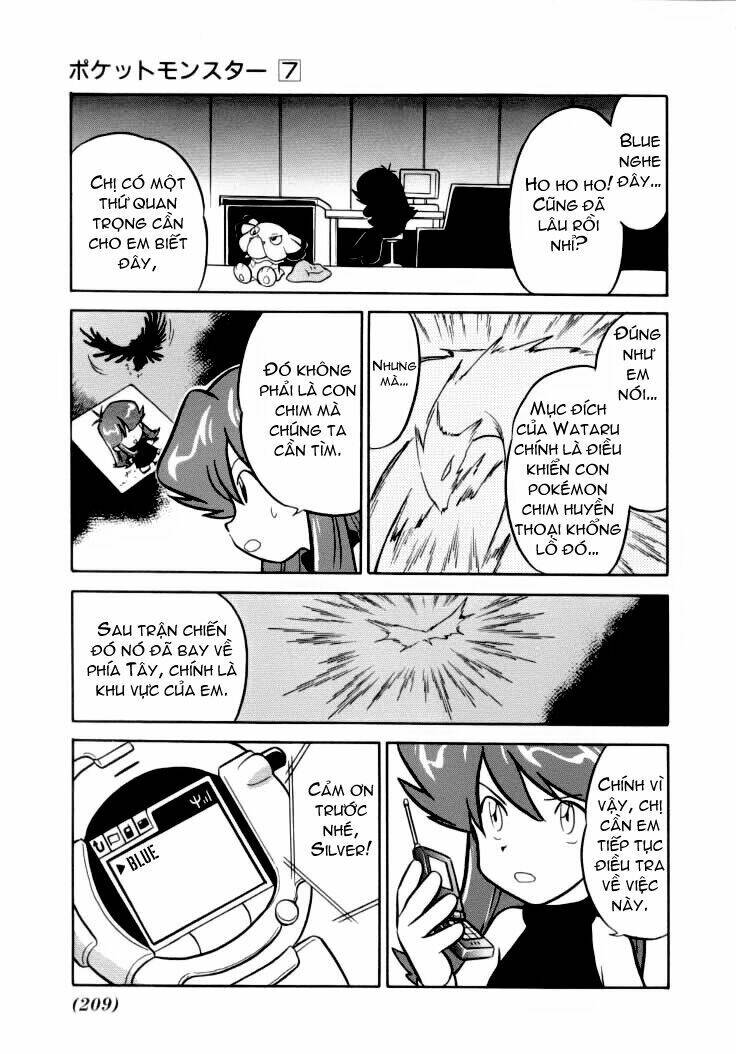 ポケットモンスター 7
BLUE
NGHE
ĐÂY...
HO HO HO!
CŨNG ĐÃ
LÂU RỒI
NHỈ?
CHỊ CÓ MỘT
THỨ QUAN
TRỌNG CẦN
CHO EM BIẾT
ĐÂY,
ĐÚNG
NHƯ
EM
NÓI...
MỤC ĐÍCH
CỦA WATARU
CHÍNH LÀ ĐIỀU
KHIỂN CON
POKÉMON
CHIM HUYỀN
THOẠI KHỔNG
LỒ ĐÓ...
NHƯNG
MÀ...
ĐÓ KHÔNG
PHẢI LÀ CON
CHIM MÀ
CHÚNG TA
CẦN TÌM.
SAU TRẬN CHIẾN
ĐÓ NÓ ĐÃ BAY VỀ
PHÍA TÂY, CHÍNH LÀ
KHU VỰC CỦA EM.
CHÍNH VÌ
VẬY, CHỊ
CẦN EM
TIẾP TỤC
ĐIỀU TRA
VỀ VIỆC
NÀY.
CẢM ƠN
TRƯỚC
NHÉ,
SILVER!
▶BLUE
(209)